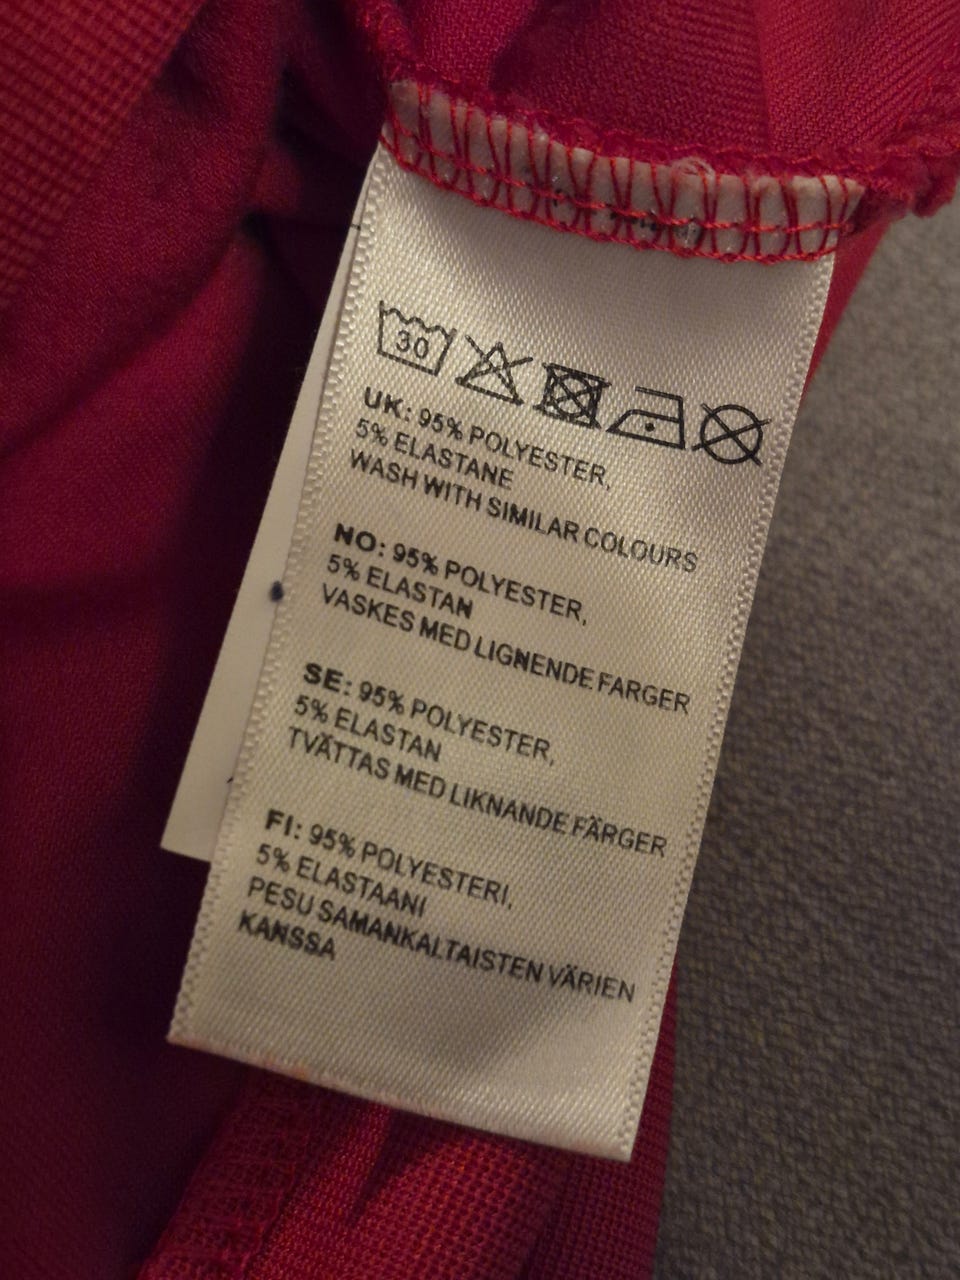 30
UK: 95% POLYESTER,
5% ELASTANE
WASH WITH SIMILAR COLOURS
NO: 95% POLYESTER,
5% ELASTAN
VASKES MED LIGNENDE FARGER
SE: 95% POLYESTER,
5% ELASTAN
TVÄTTAS MED LIKNANDE FÄRGER
FI: 95% POLYESTERI,
5% ELASTAANI
PESU SAMANKALTAISTEN VÄRIEN
KANSSA